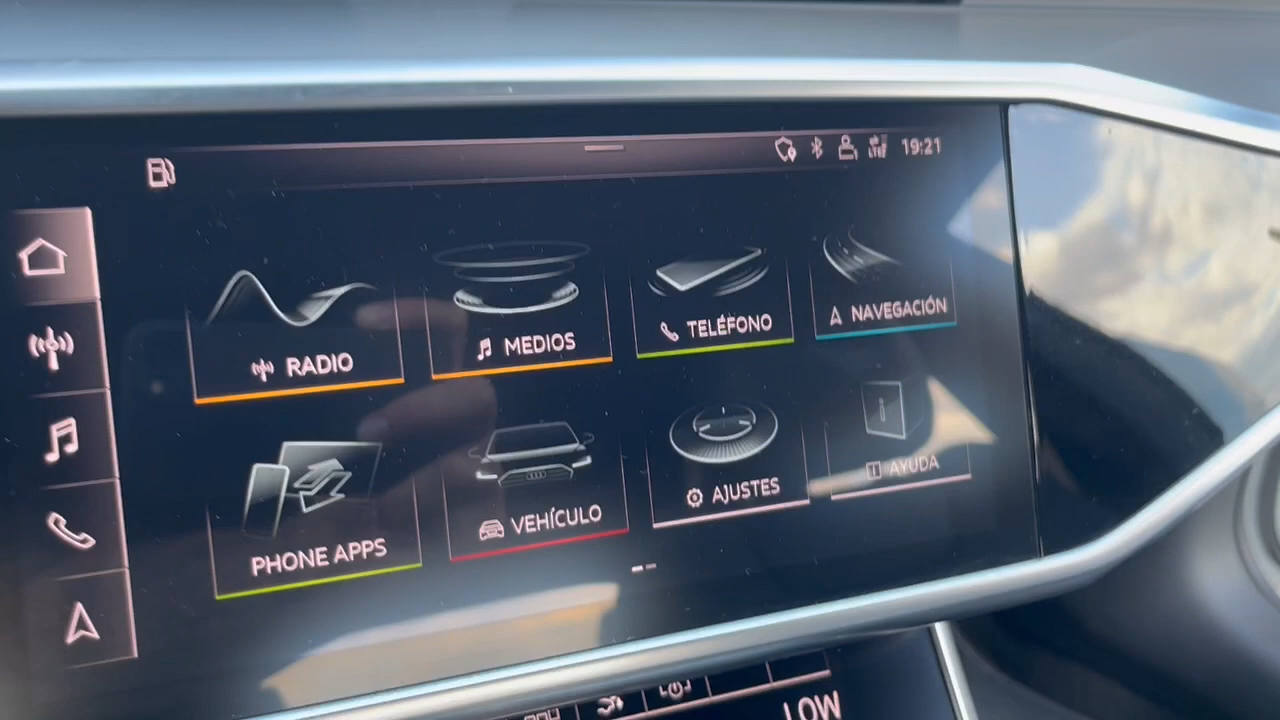 19:21
RADIO
MEDIOS
TELÉFONO
NAVEGACIÓN
PHONE APPS
VEHÍCULO
AJUSTES
AYUDA
LOW